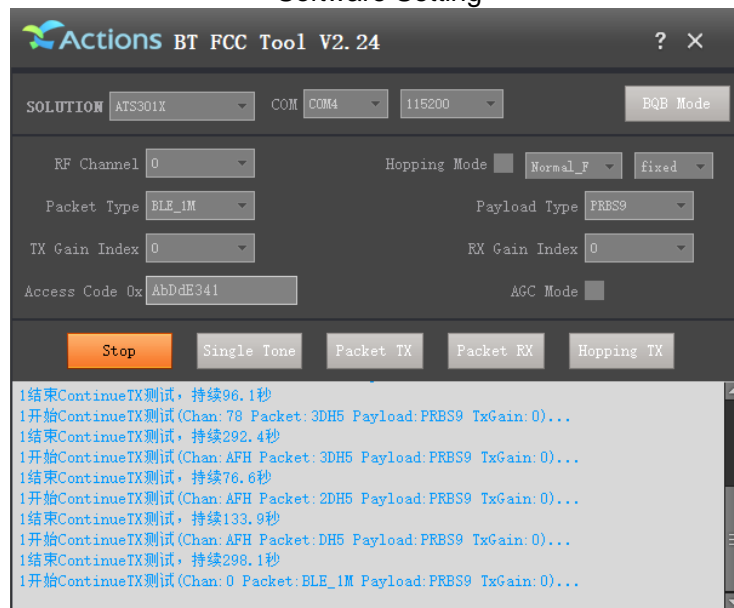 Software Setting
Actions BT FCC Tool V2.24 ? ×
SOLUTION ATS301X COM COM4 115200 BQB Mode
RF Channel 0 Hopping Mode Normal_F fixed
Packet Type BLE_1M Payload Type PRBS9
TX Gain Index 0 RX Gain Index 0
Access Code 0x AbDdE341 AGC Mode
Stop Single Tone Packet TX Packet RX Hopping TX
1结束ContinueTX测试，持续96.1秒
1开始ContinueTX测试(Chan:78 Packet:3DH5 Payload:PRBS9 TxGain:0)...
1结束ContinueTX测试，持续292.4秒
1开始ContinueTX测试(Chan:AFH Packet:3DH5 Payload:PRBS9 TxGain:0)...
1结束ContinueTX测试，持续76.6秒
1开始ContinueTX测试(Chan:AFH Packet:2DH5 Payload:PRBS9 TxGain:0)...
1结束ContinueTX测试，持续133.9秒
1开始ContinueTX测试(Chan:AFH Packet:DH5 Payload:PRBS9 TxGain:0)...
1结束ContinueTX测试，持续298.1秒
1开始ContinueTX测试(Chan:0 Packet:BLE_1M Payload:PRBS9 TxGain:0)...